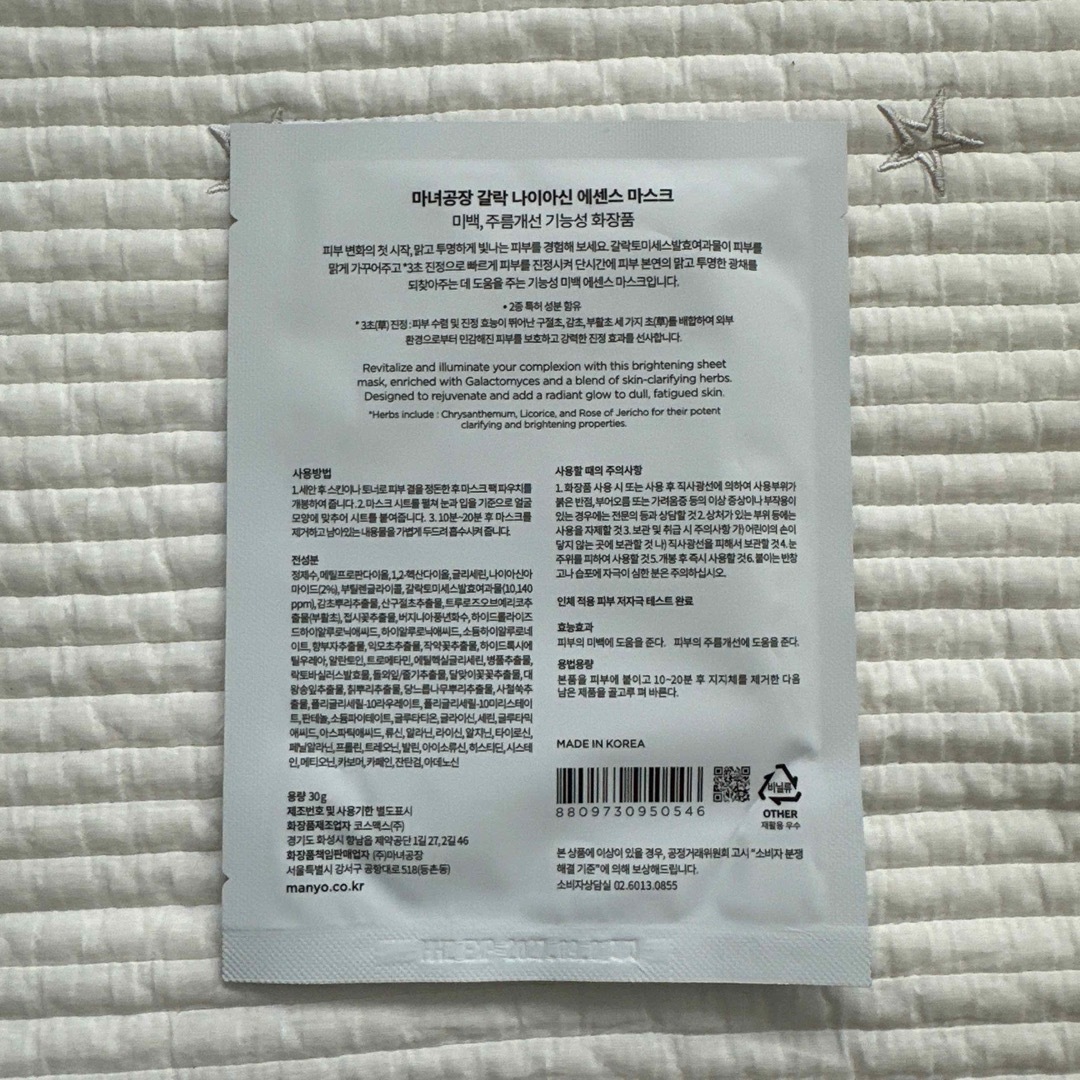 마녀공장 갈락 나이아신 에센스 마스크
미백, 주름개선 기능성 화장품
피부 변화의 첫 시작, 맑고 투명하게 빛나는 피부를 경험해 보세요. 갈락토미세스발효여과물이 피부를
맑게 가꾸어주고 *3초 진정으로 빠르게 피부를 진정시켜 단시간에 피부 본연의 맑고 투명한 광채를
되찾아주는 데 도움을 주는 기능성 미백 에센스 마스크입니다.
• 2종 특허 성분 함유
* 3초(草) 진정 : 피부 수렴 및 진정 효능이 뛰어난 구절초, 감초, 부활초 세 가지 초(草)를 배합하여 외부
환경으로부터 민감해진 피부를 보호하고 강력한 진정 효과를 선사합니다.
Revitalize and illuminate your complexion with this brightening sheet
mask, enriched with Galactomyces and a blend of skin-clarifying herbs.
Designed to rejuvenate and add a radiant glow to dull, fatigued skin.
*Herbs include : Chrysanthemum, Licorice, and Rose of Jericho for their potent
clarifying and brightening properties.
사용방법
1. 세안 후 스킨이나 토너로 피부 결을 정돈한 후 마스크 팩 파우치를
개봉하여 줍니다. 2. 마스크 시트를 펼쳐 눈과 입을 기준으로 얼굴
모양에 맞추어 시트를 붙여줍니다. 3. 10분~20분 후 마스크를
제거하고 남아있는 내용물을 가볍게 두드려 흡수시켜 줍니다.
전성분
정제수, 메틸프로판다이올, 1,2-헥산다이올, 글리세린, 나이아신아
마이드(2%), 부틸렌글라이콜, 갈락토미세스발효여과물(10,140
ppm), 감초뿌리추출물, 산구절초추출물, 트루로즈오브예리코추
출물(부활초), 접시꽃추출물, 버지니아풍년화수, 하이드롤라이즈
드하이알루로닉애씨드, 하이알루로닉애씨드, 소듐하이알루로네
이트, 향부자추출물, 익모초추출물, 작약꽃추출물, 하이드록시에
틸우레아, 알란토인, 트로메타민, 에틸헥실글리세린, 병풀추출물,
락토바실러스발효물, 돌외잎/줄기추출물, 달맞이꽃꽃추출물, 대
왕송잎추출물, 칡뿌리추출물, 당느릅나무뿌리추출물, 사철쑥추
출물, 폴리글리세릴-10라우레이트, 폴리글리세릴-10미리스테이
트, 판테놀, 소듐파이테이트, 글루타티온, 글라이신, 세린, 글루타믹
애씨드, 아스파틱애씨드, 류신, 알라닌, 라이신, 알지닌, 타이로신,
페닐알라닌, 프롤린, 트레오닌, 발린, 아이소류신, 히스티딘, 시스테
인, 메티오닌, 카보머, 카페인, 잔탄검, 아데노신
용량 30g
제조번호 및 사용기한 별도표시
화장품제조업자 코스맥스(주)
경기도 화성시 향남읍 제약공단 1길 27, 2길 46
화장품책임판매업자 (주)마녀공장
서울특별시 강서구 공항대로 518(등촌동)
manyo.co.kr
사용할 때의 주의사항
1. 화장품 사용 시 또는 사용 후 직사광선에 의하여 사용부위가
붉은 반점, 부어오름 또는 가려움증 등의 이상 증상이나 부작용이
있는 경우에는 전문의 등과 상담할 것 2. 상처가 있는 부위 등에는
사용을 자제할 것 3. 보관 및 취급 시 주의사항 가) 어린이의 손이
닿지 않는 곳에 보관할 것 나) 직사광선을 피해서 보관할 것 4. 눈
주위를 피하여 사용할 것 5. 개봉 후 즉시 사용할 것 6. 붙이는 반창
고나 습포에 자극이 심한 분은 주의하십시오.
인체 적용 피부 저자극 테스트 완료
효능효과
피부의 미백에 도움을 준다. 피부의 주름개선에 도움을 준다.
용법용량
본품을 피부에 붙이고 10~20분 후 지지체를 제거한 다음
남은 제품을 골고루 펴 바른다.
MADE IN KOREA
8809730950546
비닐류
OTHER
재활용 우수
본 상품에 이상이 있을 경우, 공정거래위원회 고시 "소비자 분쟁
해결 기준"에 의해 보상해드립니다.
소비자상담실 02.6013.0855